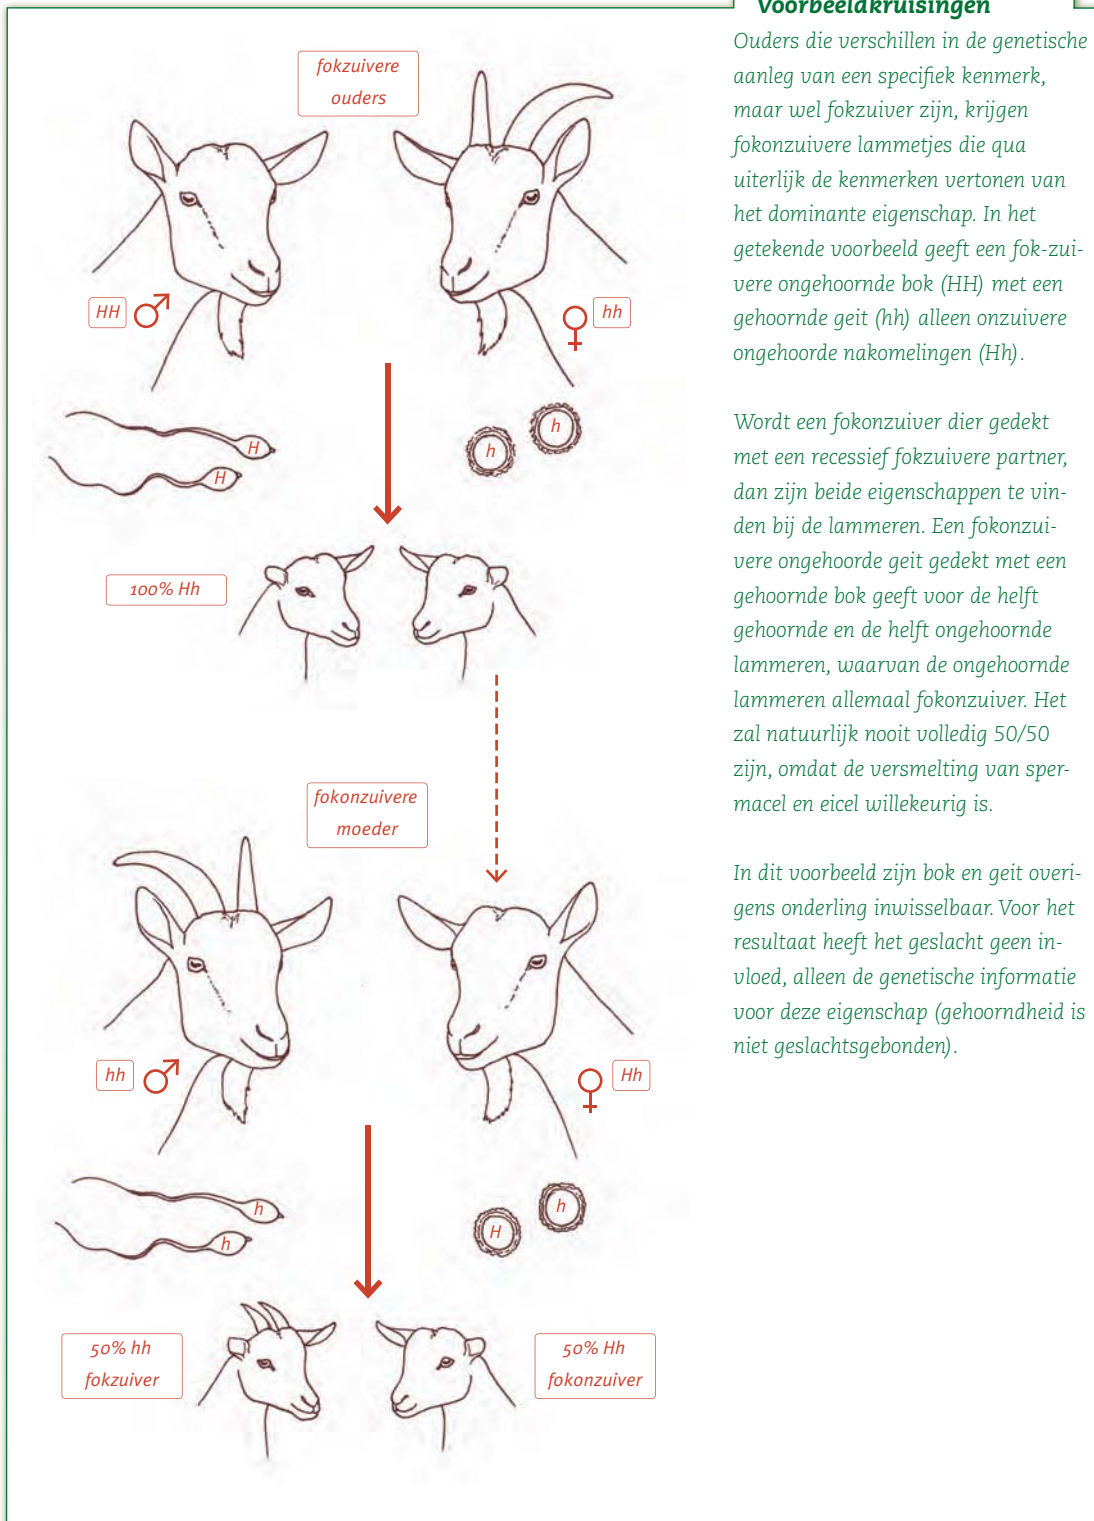 Voorbeeldkruisingen
Ouders die verschillen in de genetische
aanleg van een specifiek kenmerk,
maar wel fokzuiver zijn, krijgen
fokonzuivere lammetjes die qua
uiterlijk de kenmerken vertonen van
het dominante eigenschap. In het
getekende voorbeeld geeft een fok-zui-
vere ongehoornde bok (HH) met een
gehoornde geit (hh) alleen onzuivere
ongehoorde nakomelingen (Hh).
Wordt een fokonzuiver dier gedekt
met een recessief fokzuivere partner,
dan zijn beide eigenschappen te vin-
den bij de lammeren. Een fokonzui-
vere ongehoorde geit gedekt met een
gehoornde bok geeft voor de helft
gehoornde en de helft ongehoornde
lammeren, waarvan de ongehoornde
lammeren allemaal fokonzuiver. Het
zal natuurlijk nooit volledig 50/50
zijn, omdat de versmelting van sper-
macel en eicel willekeurig is.
In dit voorbeeld zijn bok en geit overi-
gens onderling inwisselbaar. Voor het
resultaat heeft het geslacht geen in-
vloed, alleen de genetische informatie
voor deze eigenschap (gehoorndheid is
niet geslachtsgebonden).
fokzuivere
ouders
HH ♂
♀ hh
H
H
h
h
100% Hh
fokonzuivere
moeder
hh ♂
♀ Hh
h
h
h
H
50% hh
fokzuiver
50% Hh
fokonzuiver